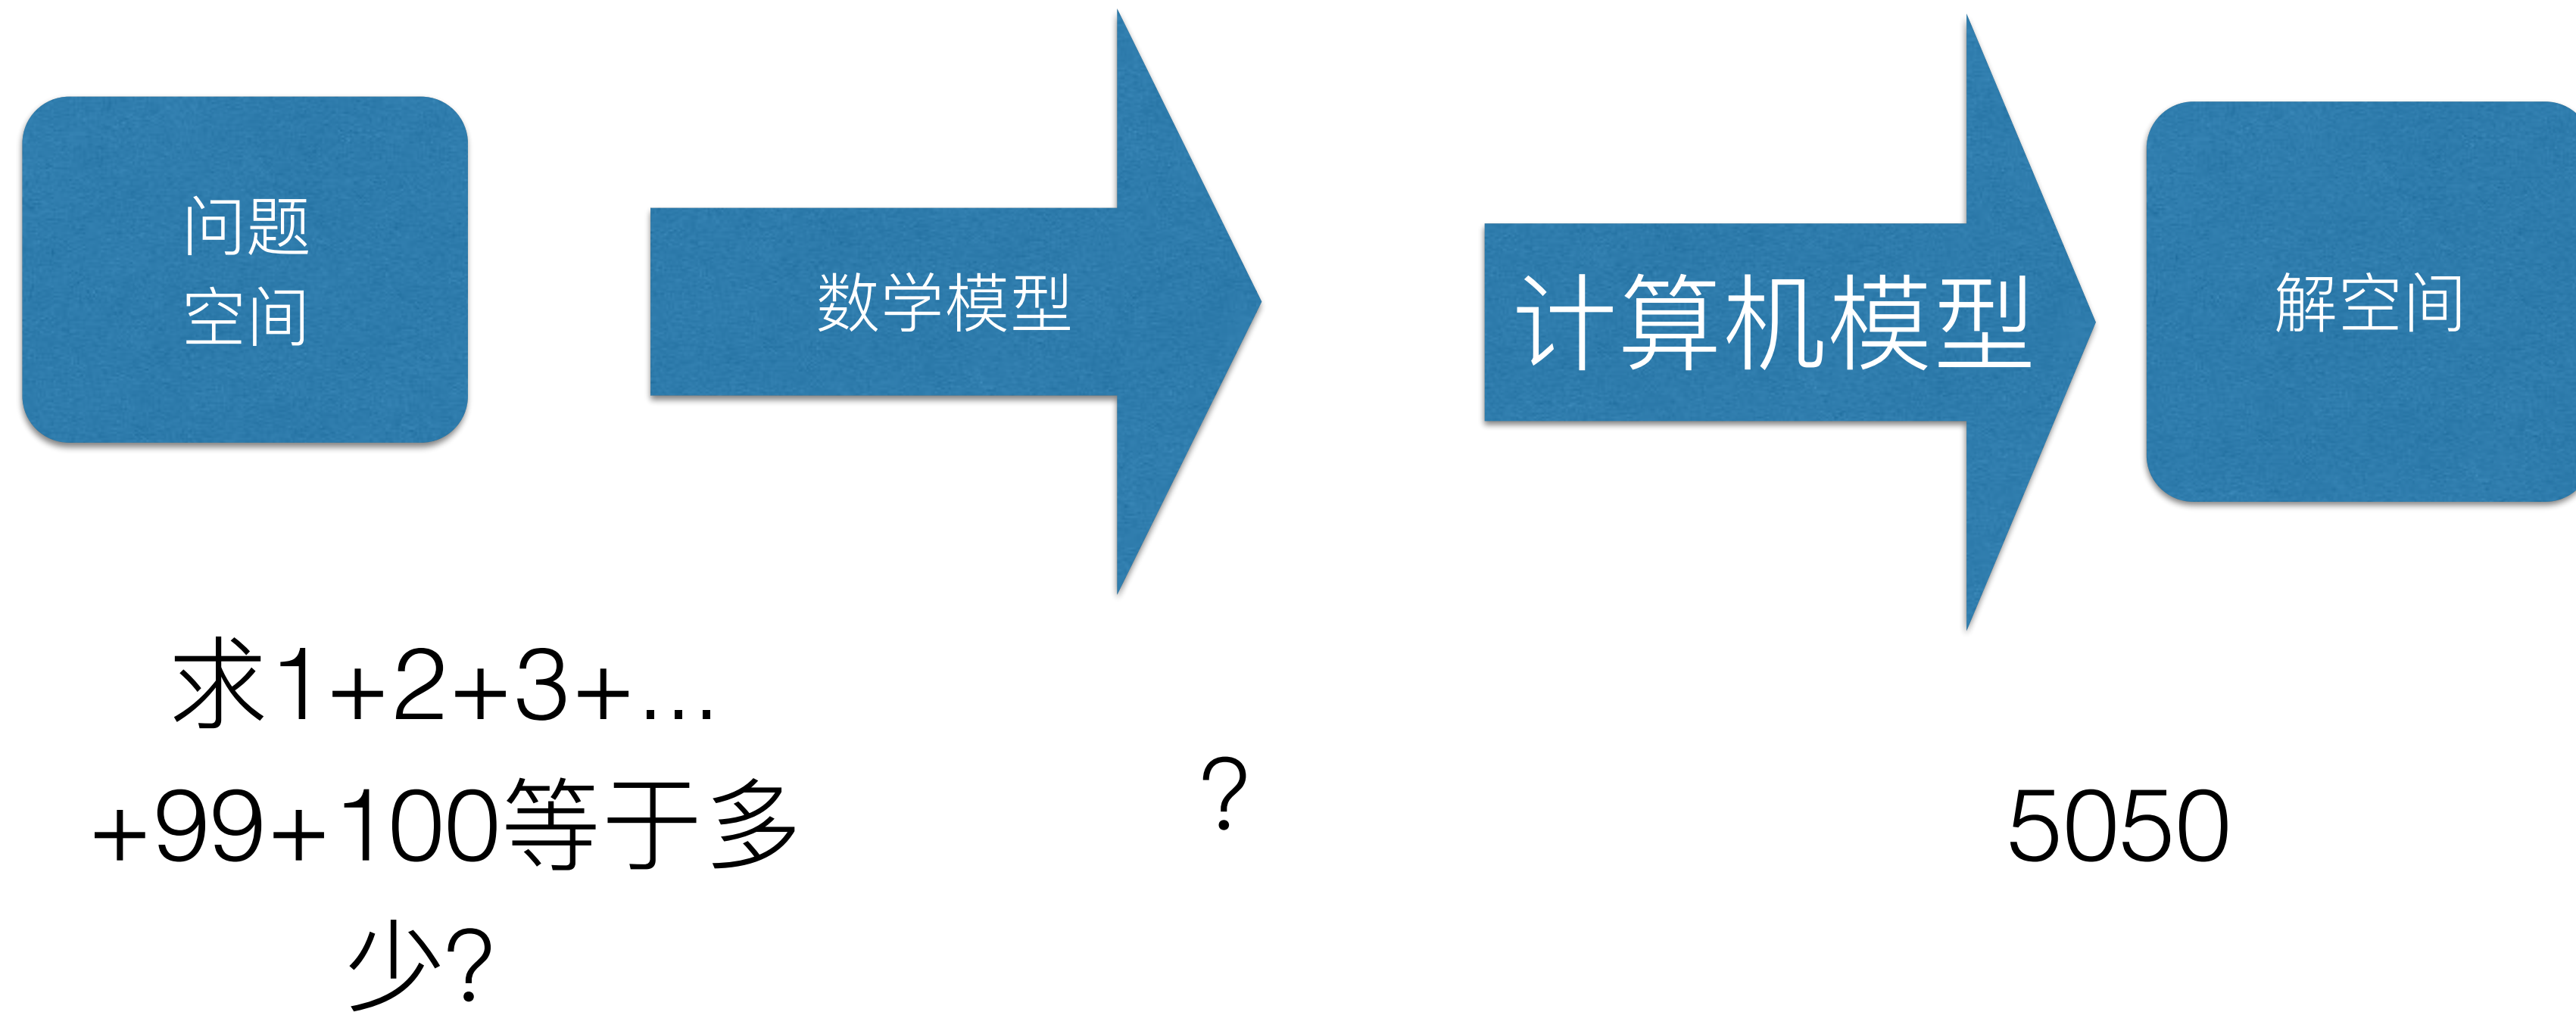 问题
空间
数学模型
计算机模型
解空间
求1+2+3+...
+99+100等于多
少?
?
5050